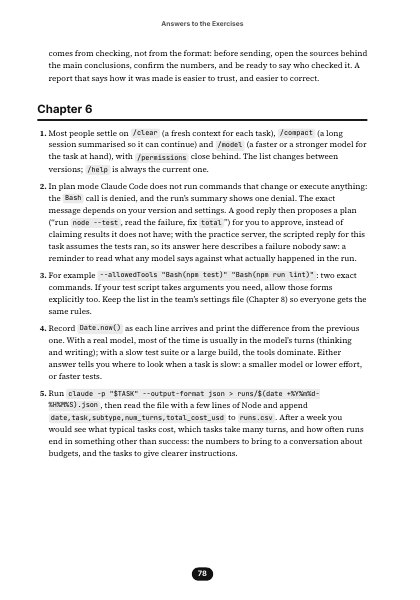 Answers to the Exercises
comes from checking, not from the format: before sending, open the sources behind
the main conclusions, confirm the numbers, and be ready to say who checked it. A
report that says how it was made is easier to trust, and easier to correct.
Chapter 6
1. Most people settle on /clear (a fresh context for each task), /compact (a long
session summarised so it can continue) and /model (a faster or a stronger model for
the task at hand), with /permissions close behind. The list changes between
versions; /help is always the current one.
2. In plan mode Claude Code does not run commands that change or execute anything:
the Bash call is denied, and the run's summary shows one denial. The exact
message depends on your version and settings. A good reply then proposes a plan
("run node --test, read the failure, fix total") for you to approve, instead of
claiming results it does not have; with the practice server, the scripted reply for this
task assumes the tests ran, so its answer here describes a failure nobody saw: a
reminder to read what any model says against what actually happened in the run.
3. For example --allowedTools "Bash(npm test)" "Bash(npm run lint)": two exact
commands. If your test script takes arguments you need, allow those forms
explicitly too. Keep the list in the team's settings file (Chapter 8) so everyone gets the
same rules.
4. Record Date.now() as each line arrives and print the difference from the previous
one. With a real model, most of the time is usually in the model's turns (thinking
and writing); with a slow test suite or a large build, the tools dominate. Either
answer tells you where to look when a task is slow: a smaller model or lower effort,
or faster tests.
5. Run claude -p "$TASK" --output-format json > runs/$(date +%Y%m%d-
%H%M%S).json, then read the file with a few lines of Node and append
date,task,subtype,num_turns,total_cost_usd to runs.csv. After a week you
would see what typical tasks cost, which tasks take many turns, and how often runs
end in something other than success: the numbers to bring to a conversation about
budgets, and the tasks to give clearer instructions.
78